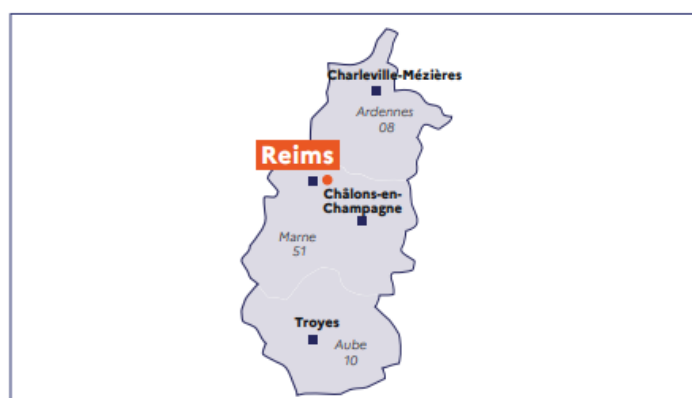 Charleville-Mézières
Ardennes
08
Reims
Châlons-en-
Champagne
Marne
51
Troyes
Aube
10